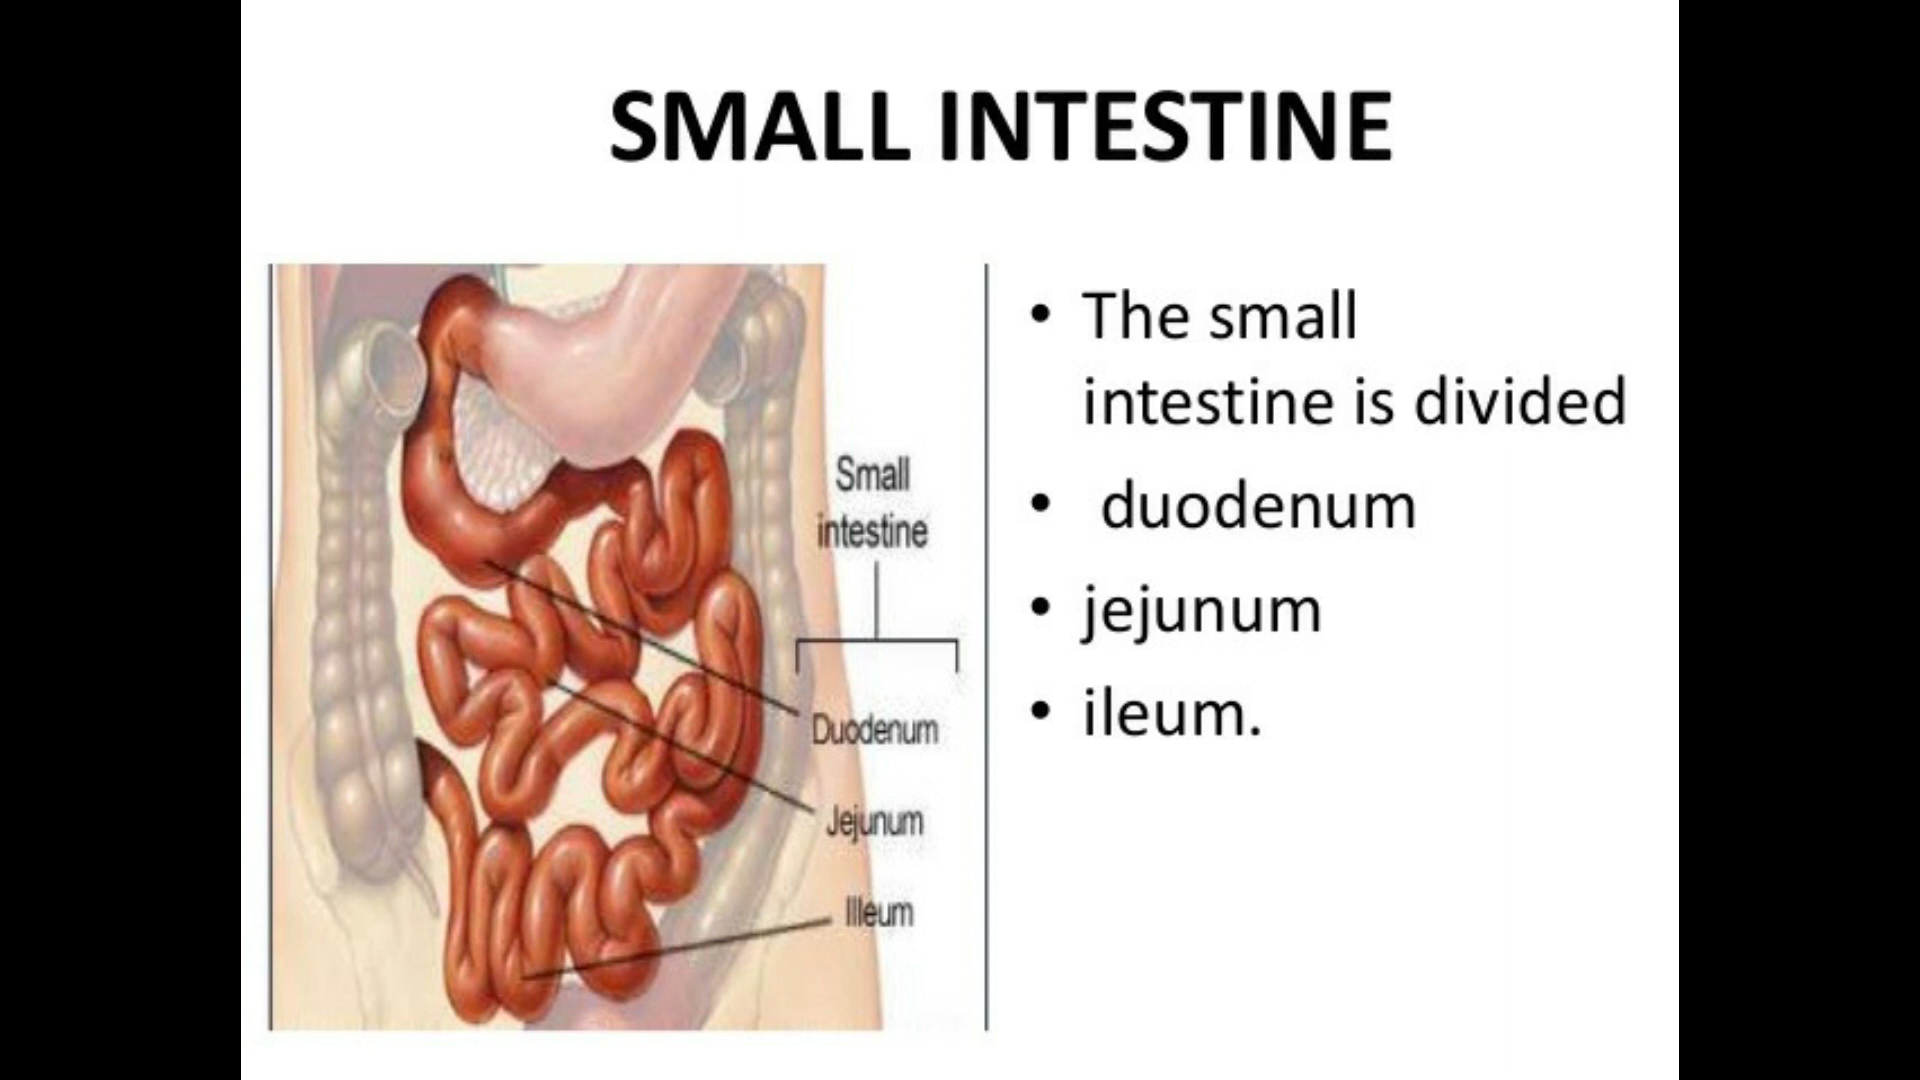 SMALL INTESTINE
Small
intestine
Duodenum
Jejunum
Illeum
• The small
intestine is divided
• duodenum
• jejunum
• ileum.